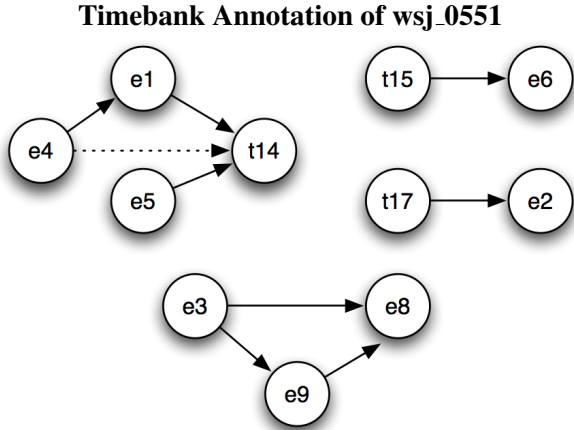 Timebank Annotation of wsj_0551
e1 t15 e6
e4 t14
e5 t17 e2
e3 e8
e9